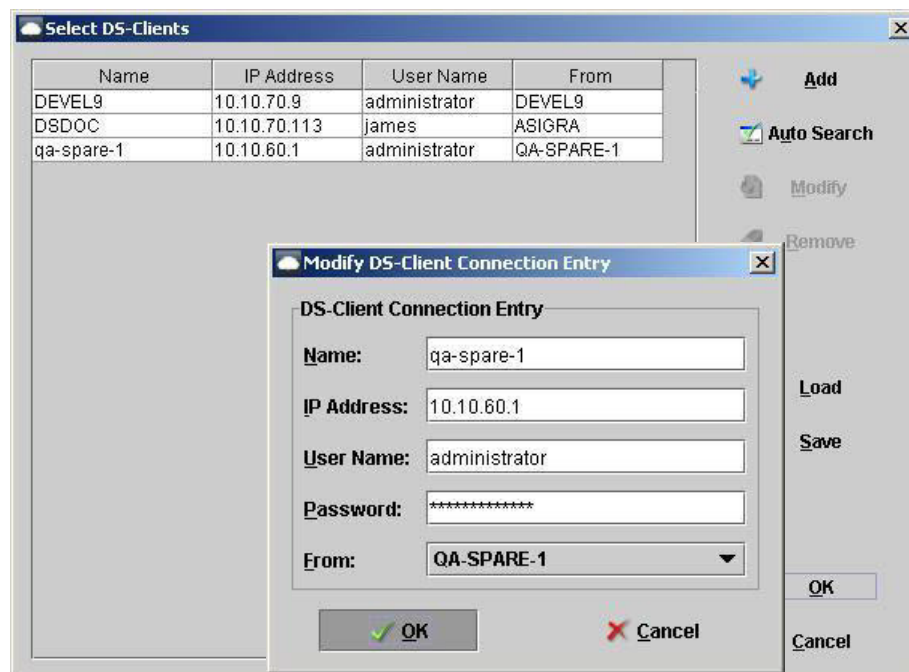 Select DS-Clients
Name IP Address User Name From
DEVEL9 10.10.70.9 administrator DEVEL9
DSDOC 10.10.70.113 james ASIGRA
qa-spare-1 10.10.60.1 administrator QA-SPARE-1
Add
Auto Search
Modify
Remove
Load
Save
OK
Cancel
Modify DS-Client Connection Entry
DS-Client Connection Entry
Name: qa-spare-1
IP Address: 10.10.60.1
User Name: administrator
Password: *************
From: QA-SPARE-1
OK Cancel